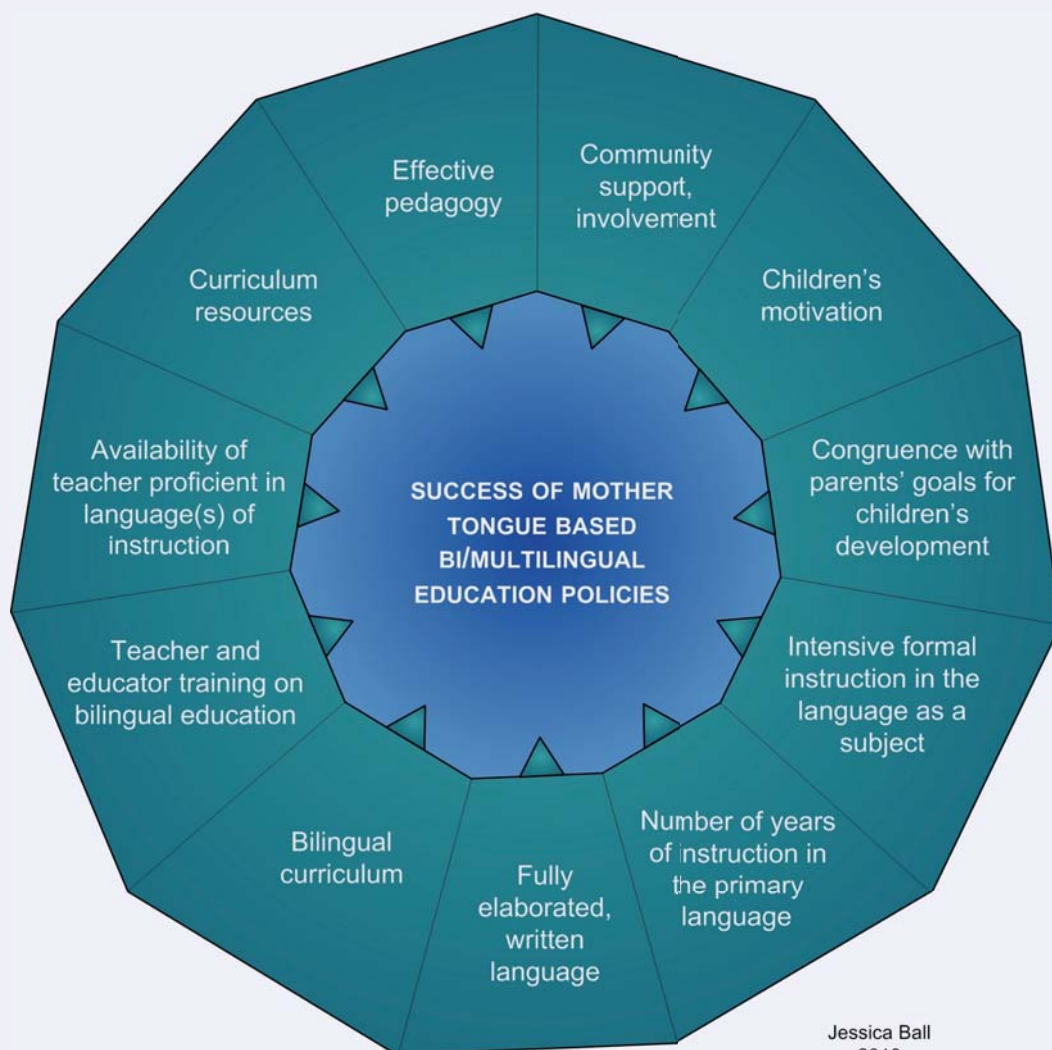 Effective
pedagogy
Community
support,
involvement
Children's
motivation
Congruence with
parents' goals for
children's
development
Intensive formal
instruction in the
language as a
subject
Number of years
of instruction in
the primary
language
Fully
elaborated,
written
language
Bilingual
curriculum
Teacher and
educator training on
bilingual education
Availability of
teacher proficient in
language(s) of
instruction
Curriculum
resources
SUCCESS OF MOTHER
TONGUE BASED
BI/MULTILINGUAL
EDUCATION POLICIES
Jessica Ball